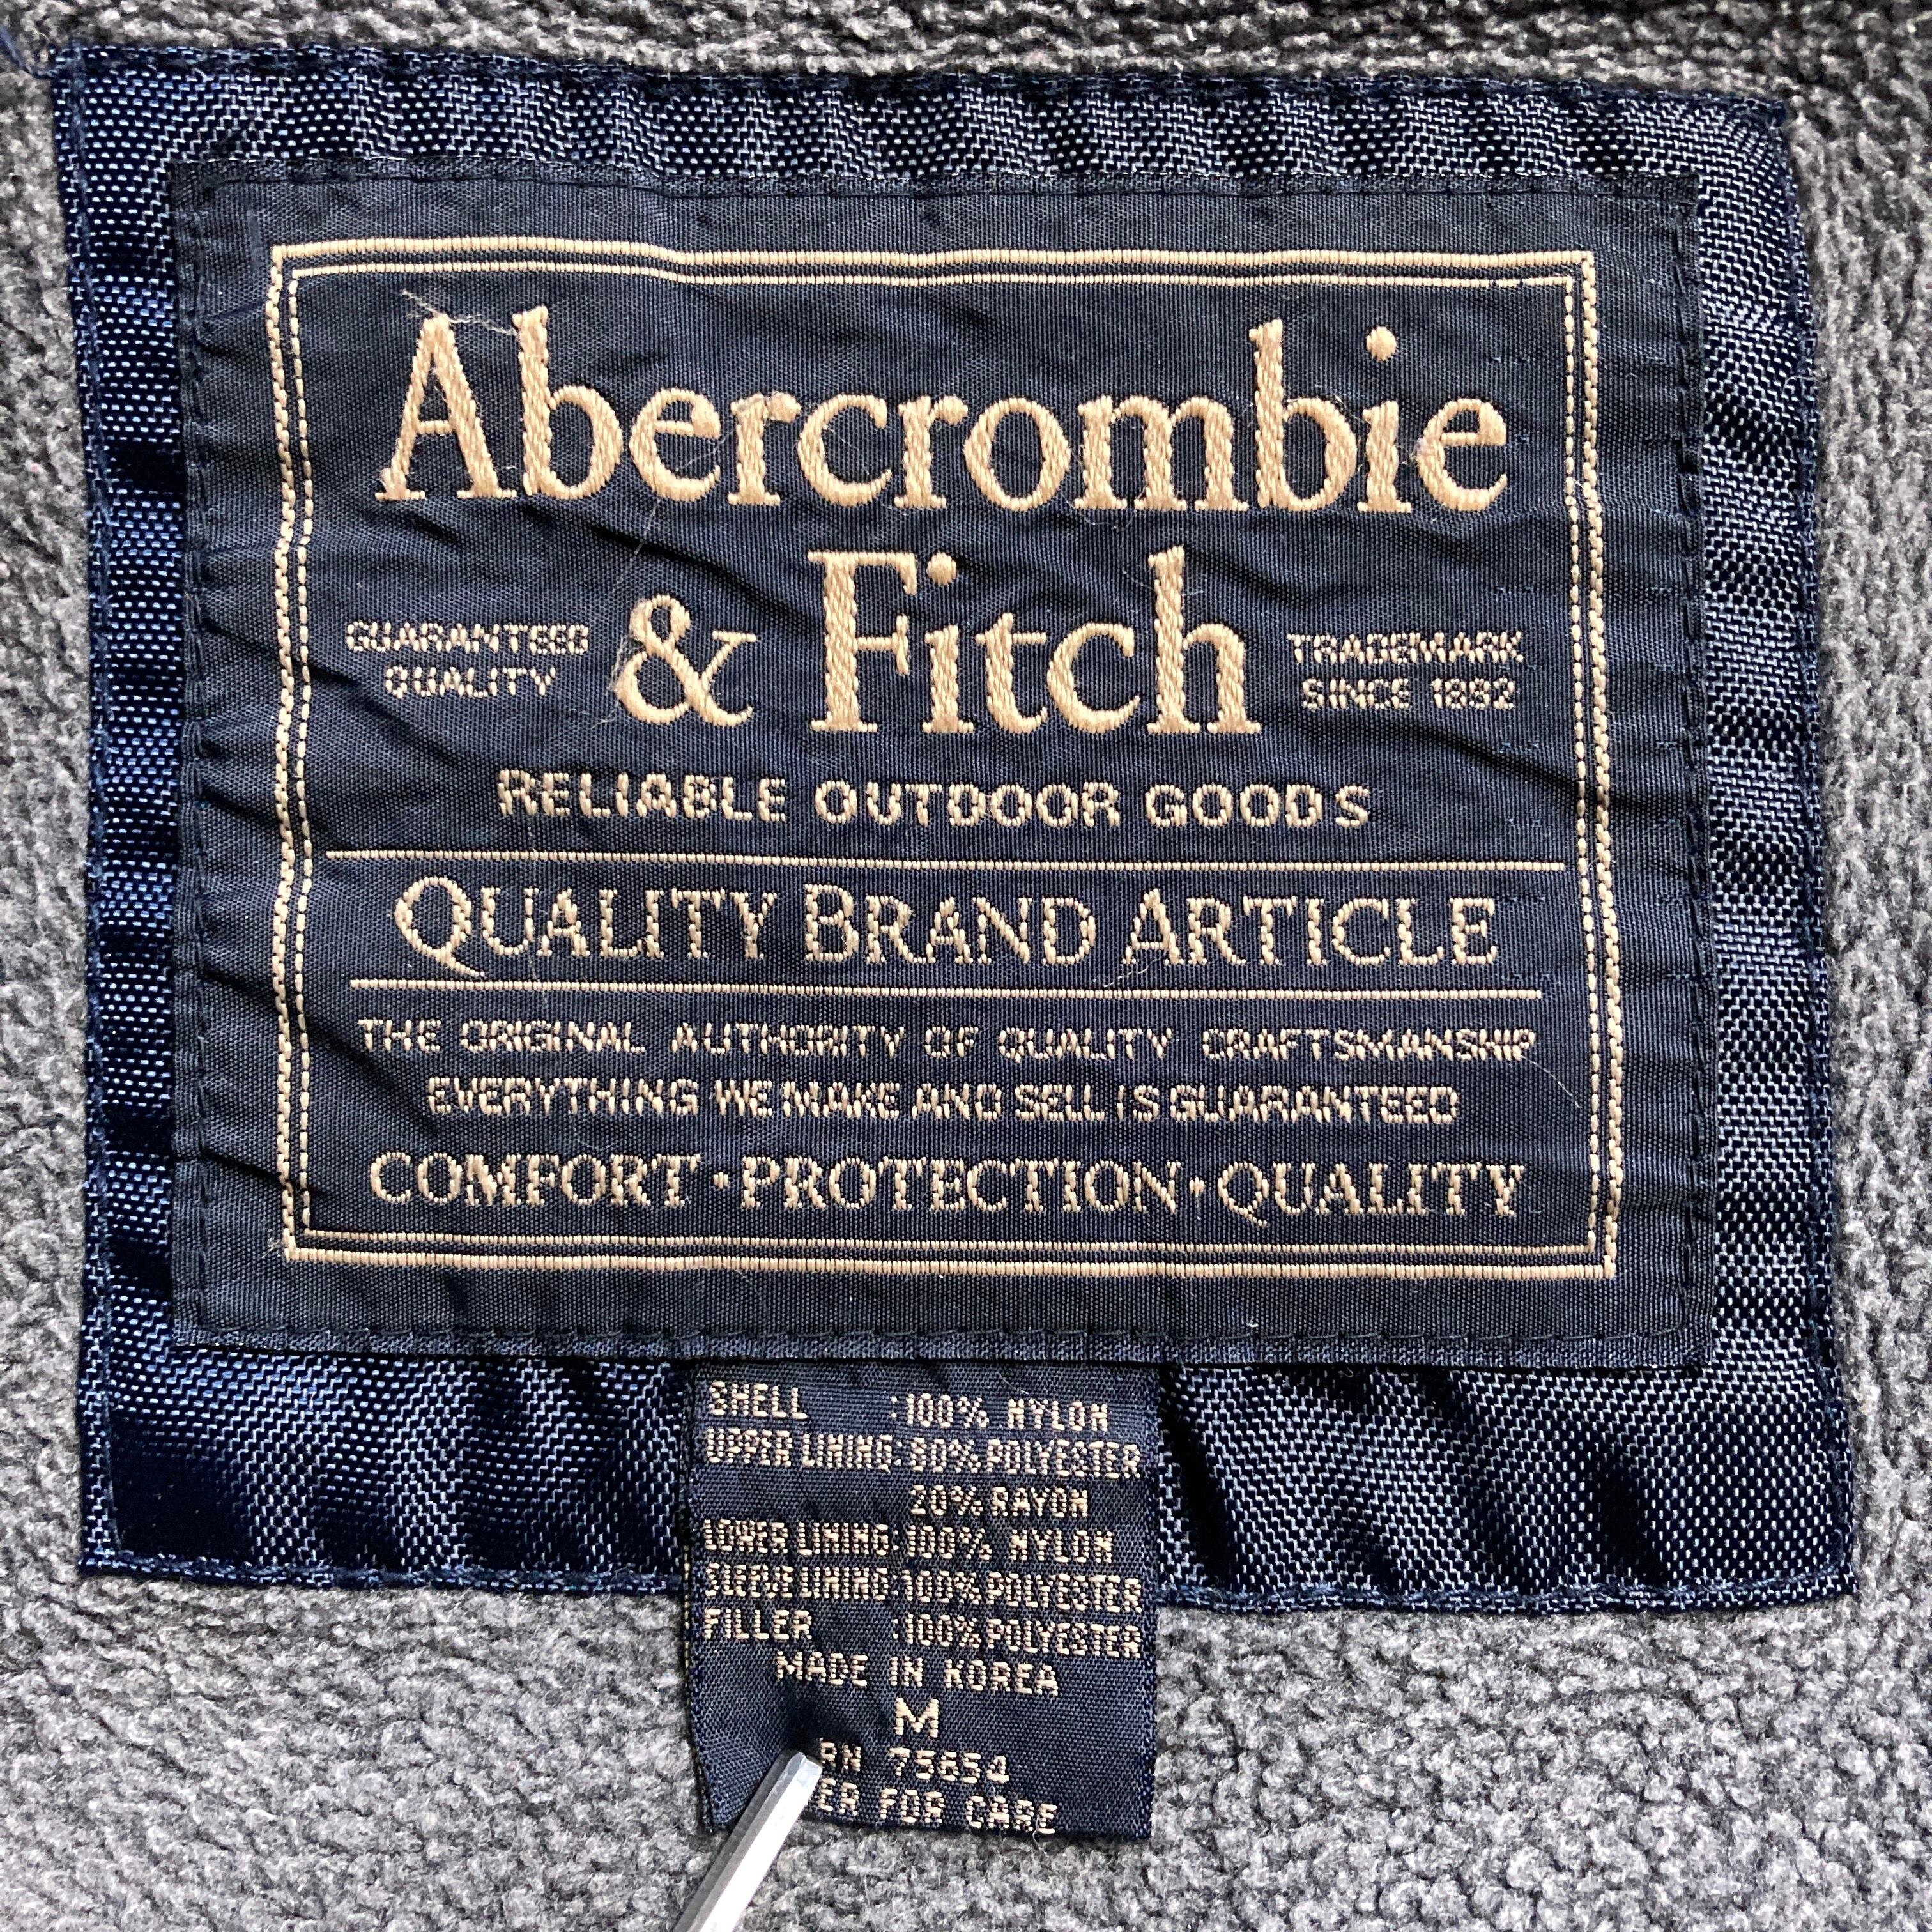 Abercrombie
& Fitch
GUARANTEED
QUALITY
TRADEMARK
SINCE 1892
RELIABLE OUTDOOR GOODS
QUALITY BRAND ARTICLE
THE ORIGINAL AUTHORITY OF QUALITY CRAFTSMANSHIP
EVERYTHING WE MAKE AND SELL IS GUARANTEED
COMFORT · PROTECTION · QUALITY
SHELL :100% NYLON
UPPER LINING:80% POLYESTER
20% RAYON
LOWER LINING:100% NYLON
SLEEVE LINING:100% POLYESTER
FILLER :100% POLYESTER
MADE IN KOREA
M
RN 75654
FOR CARE